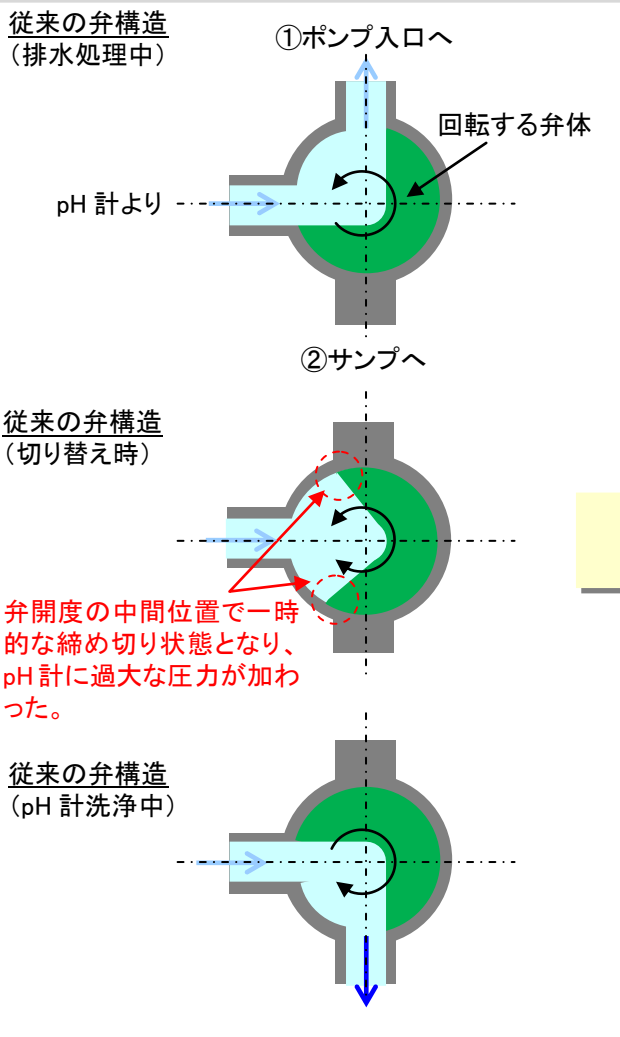 従来の弁構造
（排水処理中）
①ポンプ入口へ
回転する弁体
pH 計より
②サンプへ
従来の弁構造
（切り替え時）
弁開度の中間位置で一時
的な締め切り状態となり、
pH 計に過大な圧力が加わ
った。
従来の弁構造
（pH 計洗浄中）